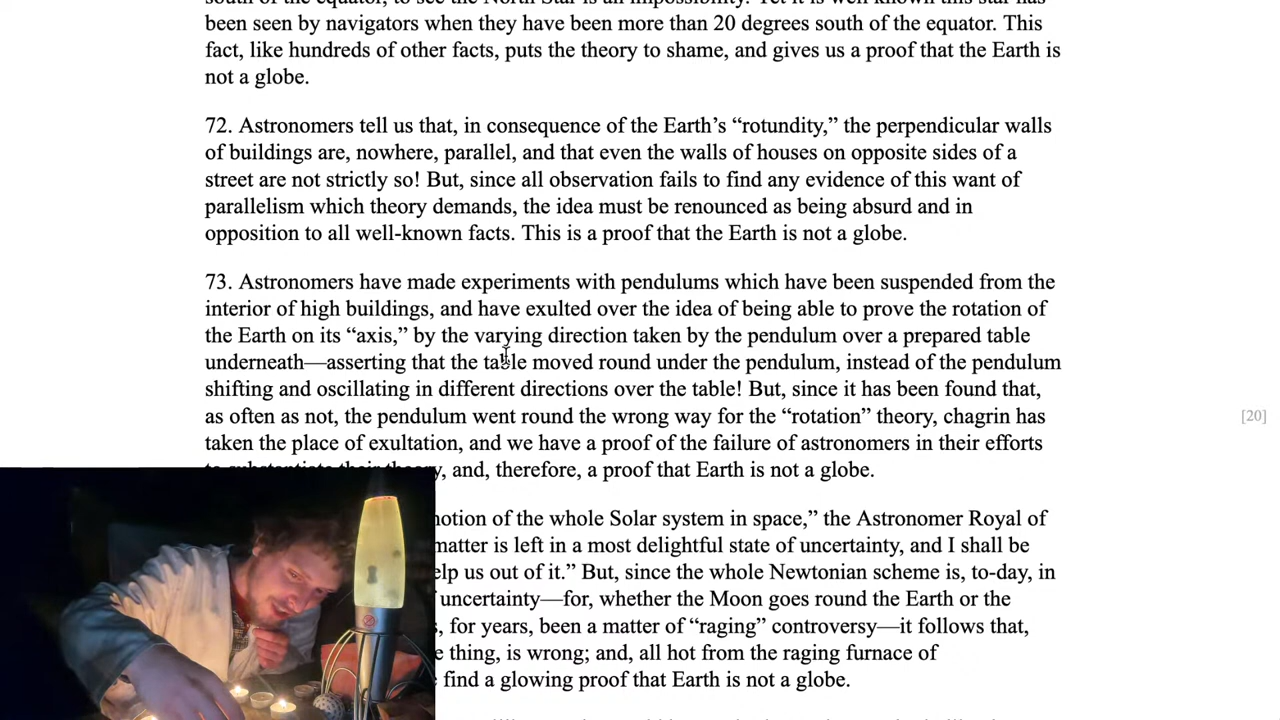 south of the equator, to see the North Star is an impossibility. Yet it is well known this star has
been seen by navigators when they have been more than 20 degrees south of the equator. This
fact, like hundreds of other facts, puts the theory to shame, and gives us a proof that the Earth is
not a globe.
72. Astronomers tell us that, in consequence of the Earth’s “rotundity,” the perpendicular walls
of buildings are, nowhere, parallel, and that even the walls of houses on opposite sides of a
street are not strictly so! But, since all observation fails to find any evidence of this want of
parallelism which theory demands, the idea must be renounced as being absurd and in
opposition to all well-known facts. This is a proof that the Earth is not a globe.
73. Astronomers have made experiments with pendulums which have been suspended from the
interior of high buildings, and have exulted over the idea of being able to prove the rotation of
the Earth on its “axis,” by the varying direction taken by the pendulum over a prepared table
underneath—asserting that the table moved round under the pendulum, instead of the pendulum
shifting and oscillating in different directions over the table! But, since it has been found that,
as often as not, the pendulum went round the wrong way for the “rotation” theory, chagrin has
[20]
taken the place of exultation, and we have a proof of the failure of astronomers in their efforts
to substantiate their theory, and, therefore, a proof that Earth is not a globe.
motion of the whole Solar system in space,” the Astronomer Royal of
matter is left in a most delightful state of uncertainty, and I shall be
elp us out of it.” But, since the whole Newtonian scheme is, to-day, in
uncertainty—for, whether the Moon goes round the Earth or the
, for years, been a matter of “raging” controversy—it follows that,
thing, is wrong; and, all hot from the raging furnace of
find a glowing proof that Earth is not a globe.